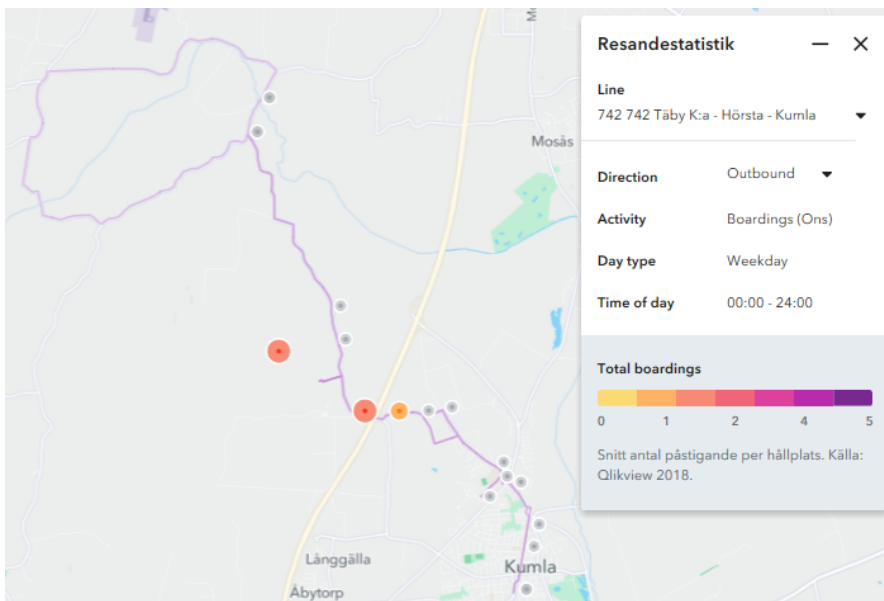 Mosås
Långgälla
Kumla
Åbytorp
Resandestatistik
Line
742 742 Täby K:a - Hörsta - Kumla
Direction Outbound
Activity Boardings (Ons)
Day type Weekday
Time of day 00:00 - 24:00
Total boardings
0 1 2 4 5
Snitt antal påstigande per hållplats. Källa:
Qlikview 2018.